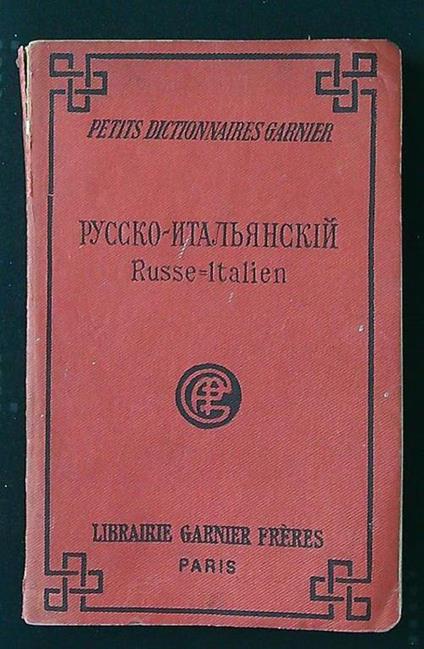 PETITS DICTIONNAIRES GARNIER
РУССКО-ИТАЛЬЯНСКІЙ
Russe=Italien
LIBRAIRIE GARNIER FRÈRES
PARIS